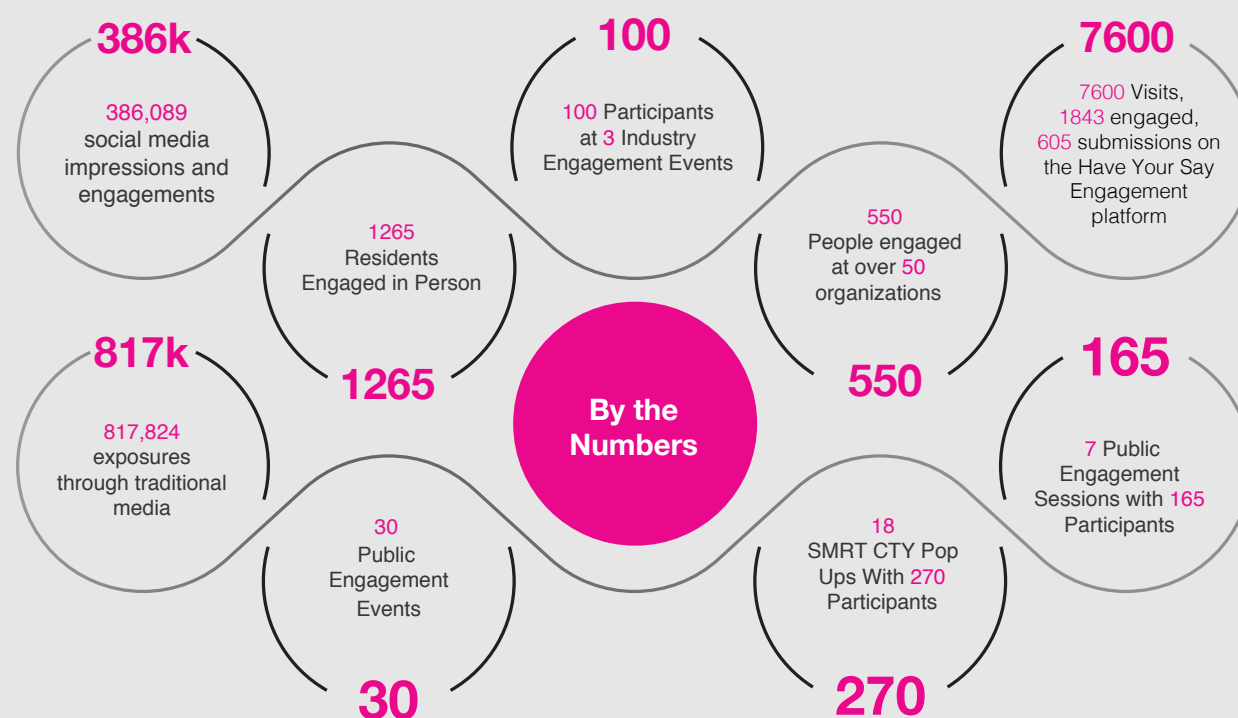 386k
386,089
social media
impressions and
engagements
1265
Residents
Engaged in Person
1265
100
100 Participants
at 3 Industry
Engagement Events
550
People engaged
at over 50
organizations
550
7600
7600 Visits,
1843 engaged,
605 submissions on
the Have Your Say
Engagement
platform
By the
Numbers
817k
817,824
exposures
through traditional
media
30
Public
Engagement
Events
30
18
SMRT CTY Pop
Ups With 270
Participants
270
165
7 Public
Engagement
Sessions with 165
Participants